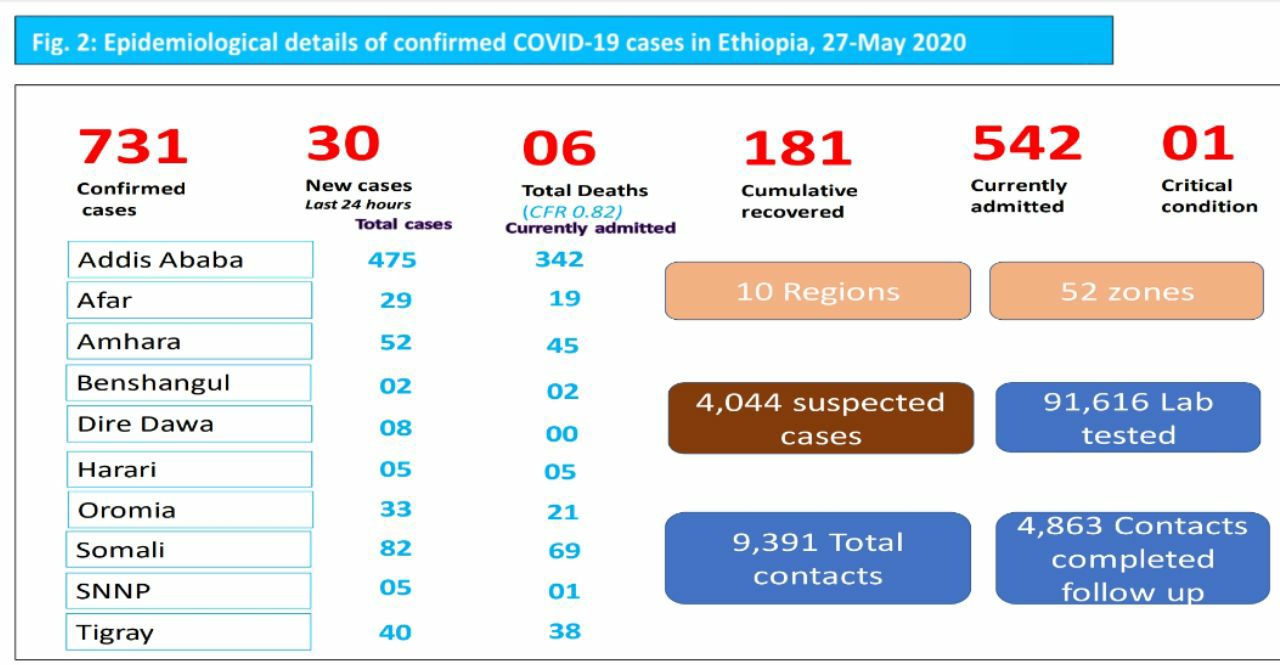 Fig. 2: Epidemiological details of confirmed COVID-19 cases in Ethiopia, 27-May 2020
731
Confirmed
cases
30
New cases
Last 24 hours
06
Total Deaths
(CFR 0.82)
181
Cumulative
recovered
542
Currently
admitted
01
Critical
condition
Total cases Currently admitted
Addis Ababa 475 342
Afar 29 19
Amhara 52 45
Benshangul 02 02
Dire Dawa 08 00
Harari 05 05
Oromia 33 21
Somali 82 69
SNNP 05 01
Tigray 40 38
10 Regions
52 zones
4,044 suspected
cases
91,616 Lab
tested
9,391 Total
contacts
4,863 Contacts
completed
follow up